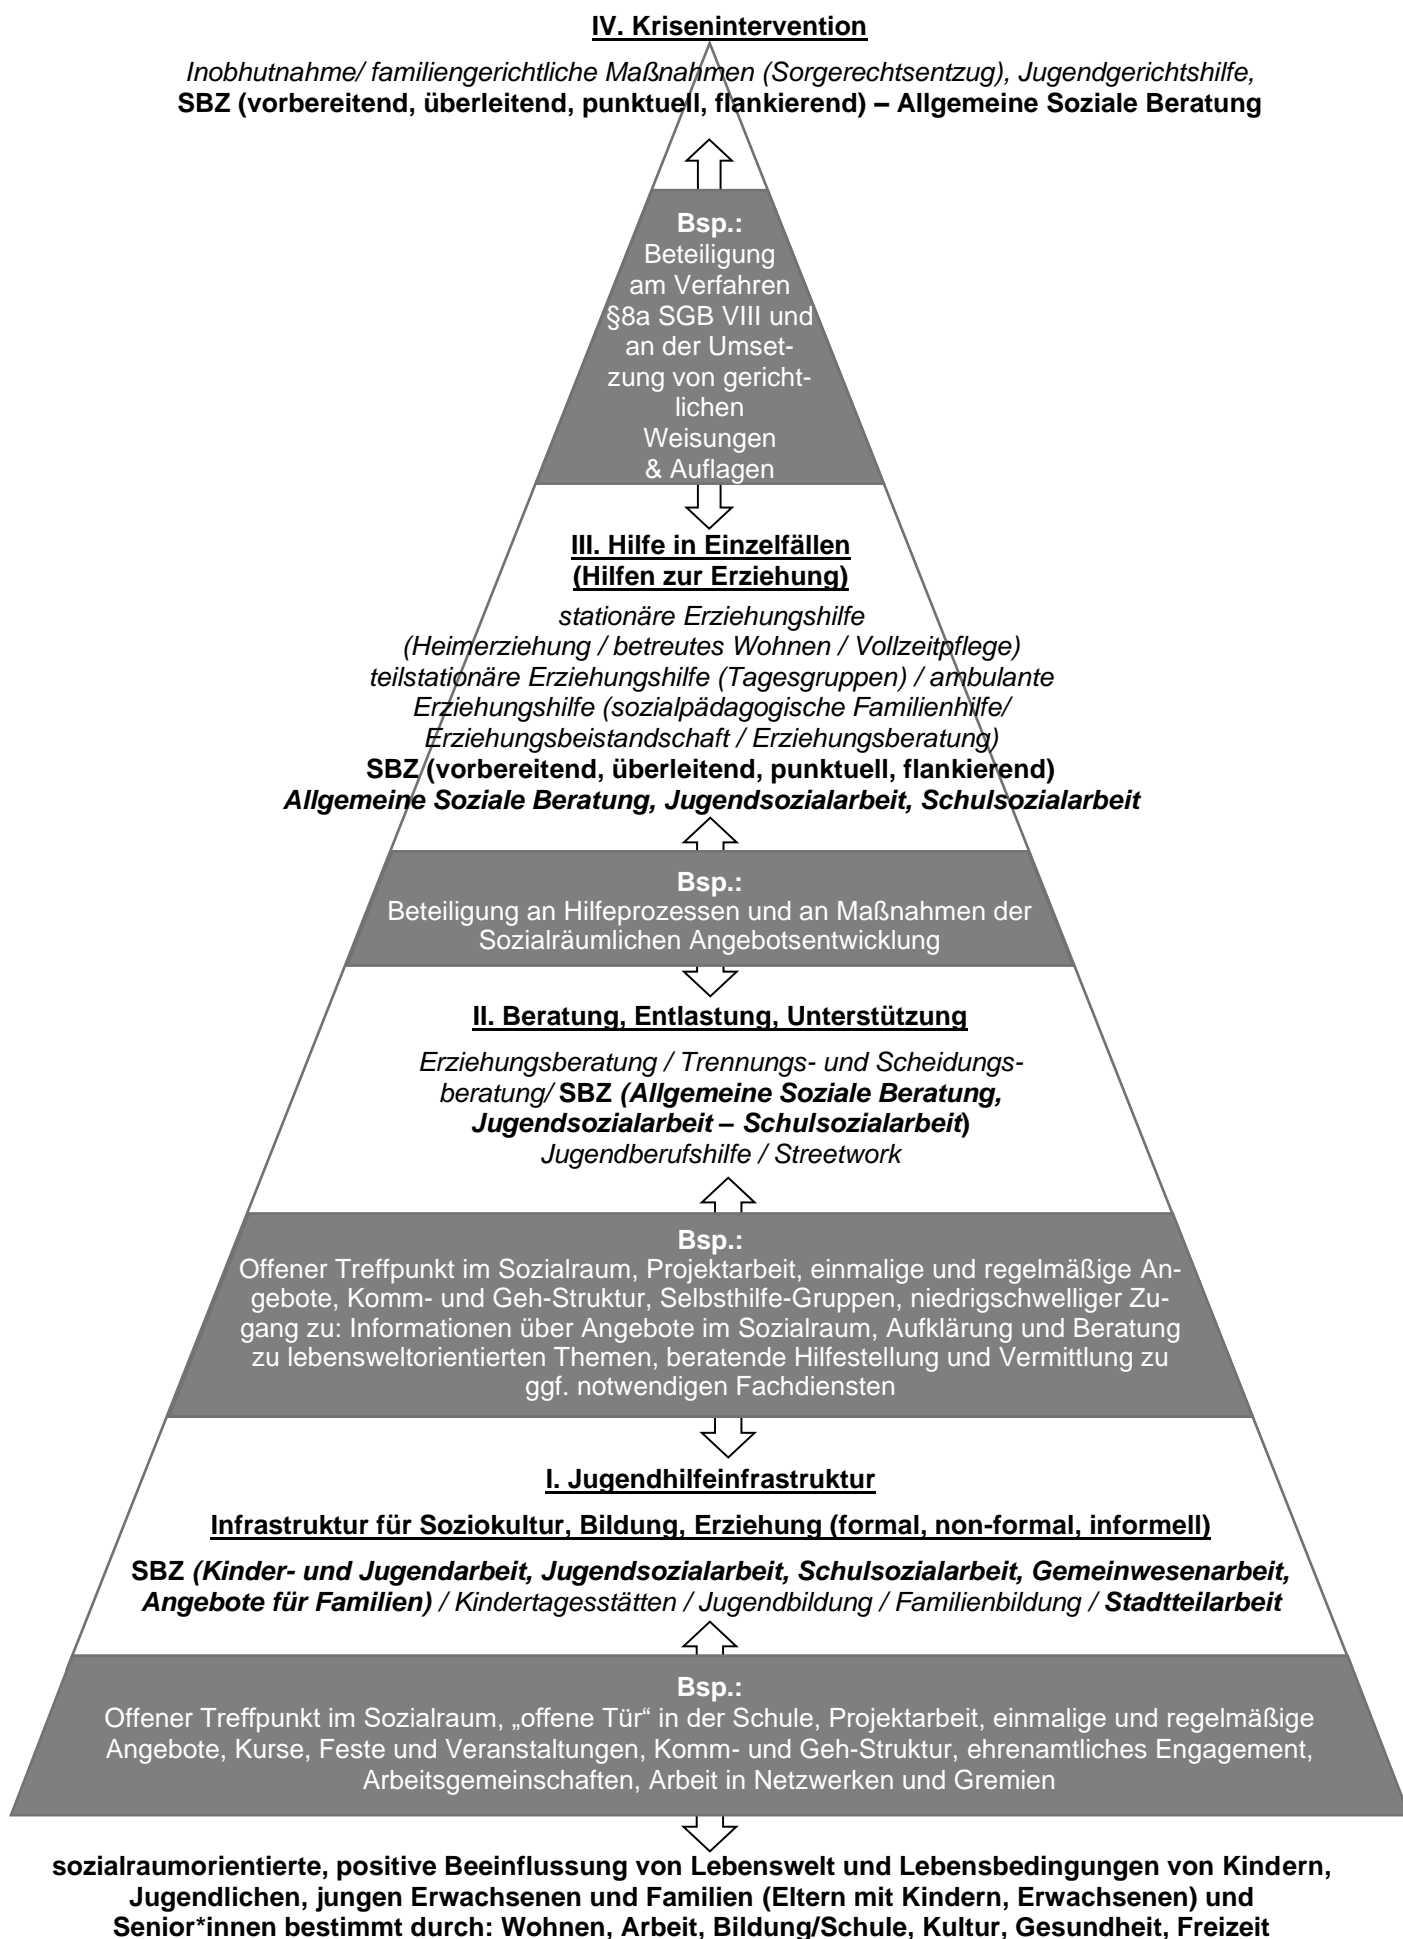 IV. Krisenintervention
Inobhutnahme/ familiengerichtliche Maßnahmen (Sorgerechtsentzug), Jugendgerichtshilfe,
SBZ (vorbereitend, überleitend, punktuell, flankierend) – Allgemeine Soziale Beratung
Bsp.:
Beteiligung
am Verfahren
§8a SGB VIII und
an der Umset-
zung von gericht-
lichen
Weisungen
& Auflagen
III. Hilfe in Einzelfällen
(Hilfen zur Erziehung)
stationäre Erziehungshilfe
(Heimerziehung / betreutes Wohnen / Vollzeitpflege)
teilstationäre Erziehungshilfe (Tagesgruppen) / ambulante
Erziehungshilfe (sozialpädagogische Familienhilfe/
Erziehungsbeistandschaft / Erziehungsberatung)
SBZ (vorbereitend, überleitend, punktuell, flankierend)
Allgemeine Soziale Beratung, Jugendsozialarbeit, Schulsozialarbeit
Bsp.:
Beteiligung an Hilfeprozessen und an Maßnahmen der
Sozialräumlichen Angebotsentwicklung
II. Beratung, Entlastung, Unterstützung
Erziehungsberatung / Trennungs- und Scheidungs-
beratung/ SBZ (Allgemeine Soziale Beratung,
Jugendsozialarbeit – Schulsozialarbeit)
Jugendberufshilfe / Streetwork
Bsp.:
Offener Treffpunkt im Sozialraum, Projektarbeit, einmalige und regelmäßige An-
gebote, Komm- und Geh-Struktur, Selbsthilfe-Gruppen, niedrigschwelliger Zu-
gang zu: Informationen über Angebote im Sozialraum, Aufklärung und Beratung
zu lebensweltorientierten Themen, beratende Hilfestellung und Vermittlung zu
ggf. notwendigen Fachdiensten
I. Jugendhilfeinfrastruktur
Infrastruktur für Soziokultur, Bildung, Erziehung (formal, non-formal, informell)
SBZ (Kinder- und Jugendarbeit, Jugendsozialarbeit, Schulsozialarbeit, Gemeinwesenarbeit,
Angebote für Familien) / Kindertagesstätten / Jugendbildung / Familienbildung / Stadtteilarbeit
Bsp.:
Offener Treffpunkt im Sozialraum, „offene Tür“ in der Schule, Projektarbeit, einmalige und regelmäßige
Angebote, Kurse, Feste und Veranstaltungen, Komm- und Geh-Struktur, ehrenamtliches Engagement,
Arbeitsgemeinschaften, Arbeit in Netzwerken und Gremien
sozialraumorientierte, positive Beeinflussung von Lebenswelt und Lebensbedingungen von Kindern,
Jugendlichen, jungen Erwachsenen und Familien (Eltern mit Kindern, Erwachsenen) und
Senior*innen bestimmt durch: Wohnen, Arbeit, Bildung/Schule, Kultur, Gesundheit, Freizeit